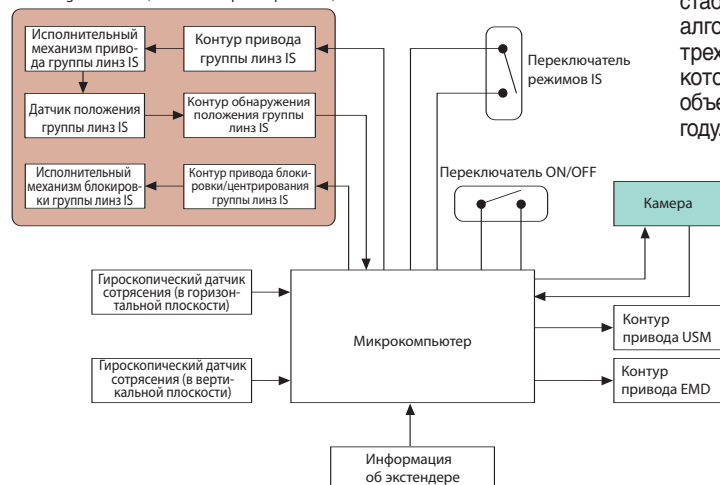 Исполнительный
механизм приво-
да группы линз IS
Контур привода
группы линз IS
Датчик положения
группы линз IS
Контур обнаружения
положения группы
линз IS
Исполнительный
механизм блокиров-
ки группы линз IS
Контур привода блоки-
ровки/центрирования
группы линз IS
Переключатель
режимов IS
Переключатель ON/OFF
Камера
Гироскопический датчик
сотрясения (в горизон-
тальной плоскости)
Гироскопический датчик
сотрясения (в верти-
кальной плоскости)
Микрокомпьютер
Контур
привода USM
Контур
привода EMD
Информация
об экстендере
алго
трех
кото
объе
году.